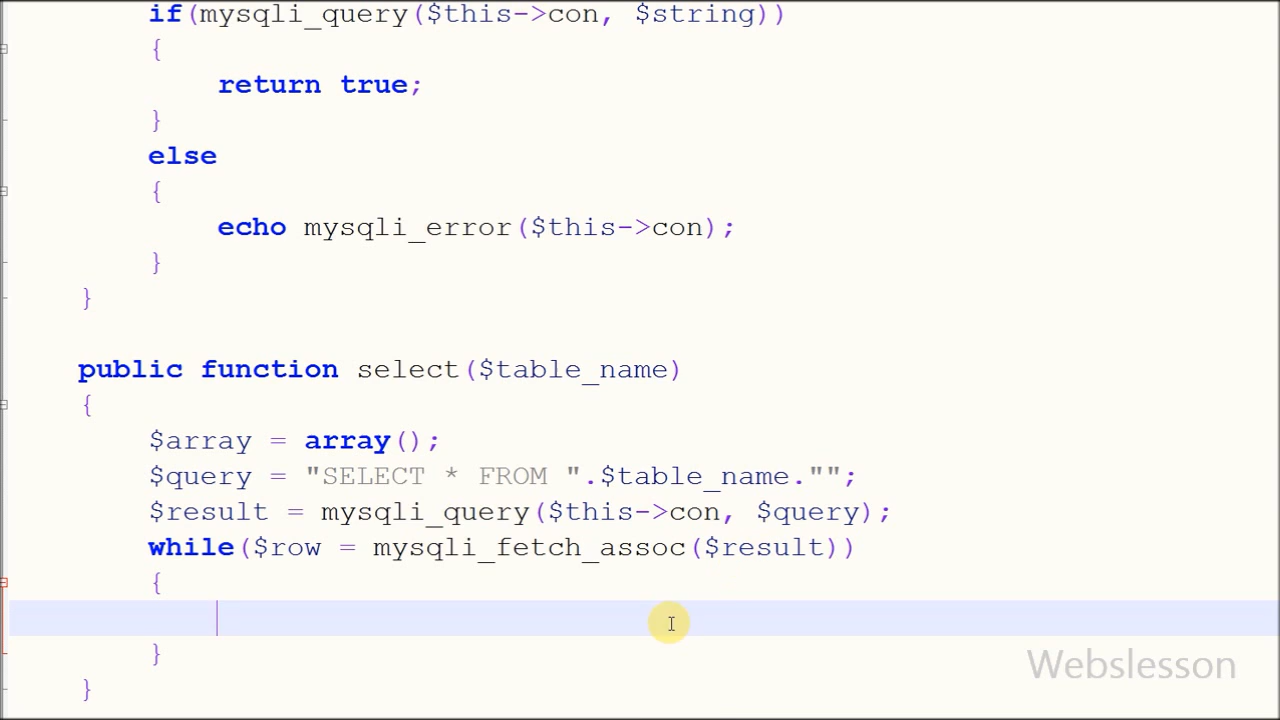 if(mysqli_query($this->con, $string))
{
return true;
}
else
{
echo mysqli_error($this->con);
}
}
public function select($table_name)
{
$array = array();
$query = "SELECT * FROM ".$table_name."";
$result = mysqli_query($this->con, $query);
while($row = mysqli_fetch_assoc($result))
{
}
}
Webslesson